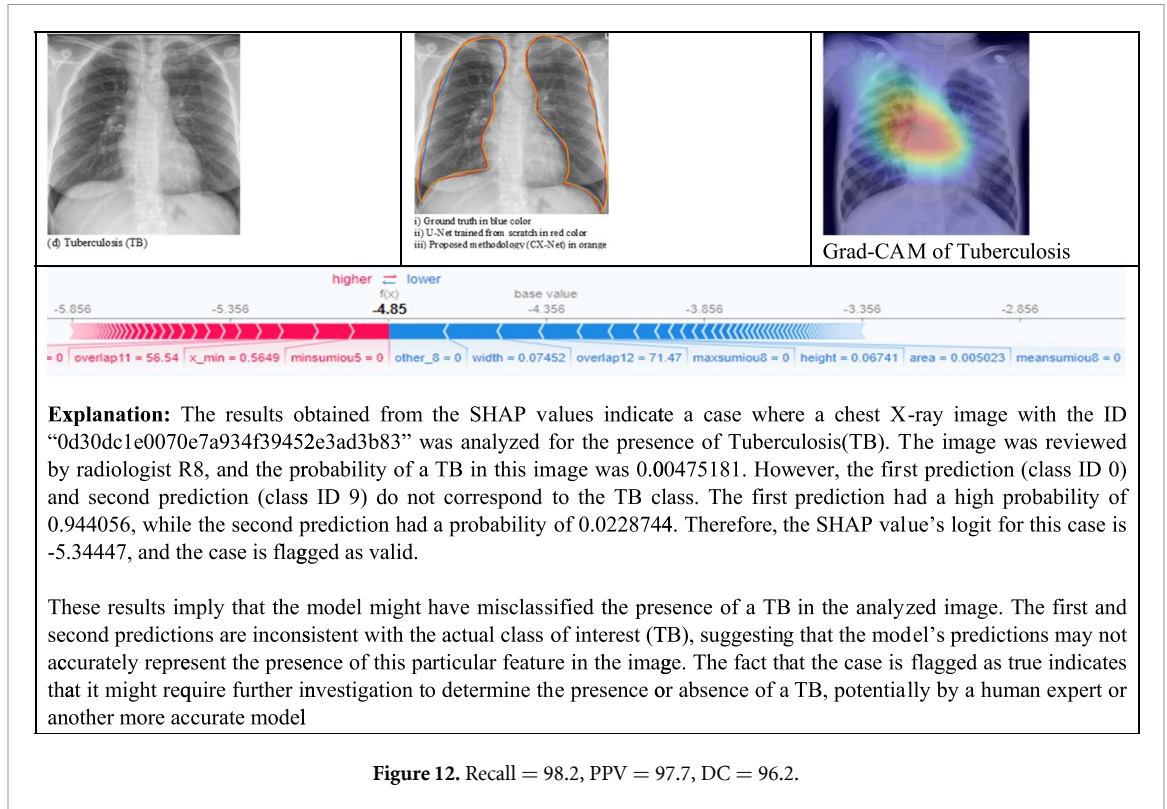 (d) Tuberculosis (TB)
i) Ground truth in blue color
ii) U-Net trained from scratch in red color
iii) Proposed methodology (CX-Net) in orange
Grad-CAM of Tuberculosis
higher ⇄ lower
f(x) base value
-5.856 -5.356 -4.85 -4.356 -3.856 -3.356 -2.856
= 0 overlap11 = 56.54 x_min = 0.5649 minsumiou5 = 0 other_8 = 0 width = 0.07452 overlap12 = 71.47 maxsumiou8 = 0 height = 0.06741 area = 0.005023 meansumiou8 = 0
Explanation: The results obtained from the SHAP values indicate a case where a chest X-ray image with the ID
“0d30dc1e0070e7a934f39452e3ad3b83” was analyzed for the presence of Tuberculosis(TB). The image was reviewed
by radiologist R8, and the probability of a TB in this image was 0.00475181. However, the first prediction (class ID 0)
and second prediction (class ID 9) do not correspond to the TB class. The first prediction had a high probability of
0.944056, while the second prediction had a probability of 0.0228744. Therefore, the SHAP value’s logit for this case is
-5.34447, and the case is flagged as valid.
These results imply that the model might have misclassified the presence of a TB in the analyzed image. The first and
second predictions are inconsistent with the actual class of interest (TB), suggesting that the model’s predictions may not
accurately represent the presence of this particular feature in the image. The fact that the case is flagged as true indicates
that it might require further investigation to determine the presence or absence of a TB, potentially by a human expert or
another more accurate model
Figure 12. Recall = 98.2, PPV = 97.7, DC = 96.2.